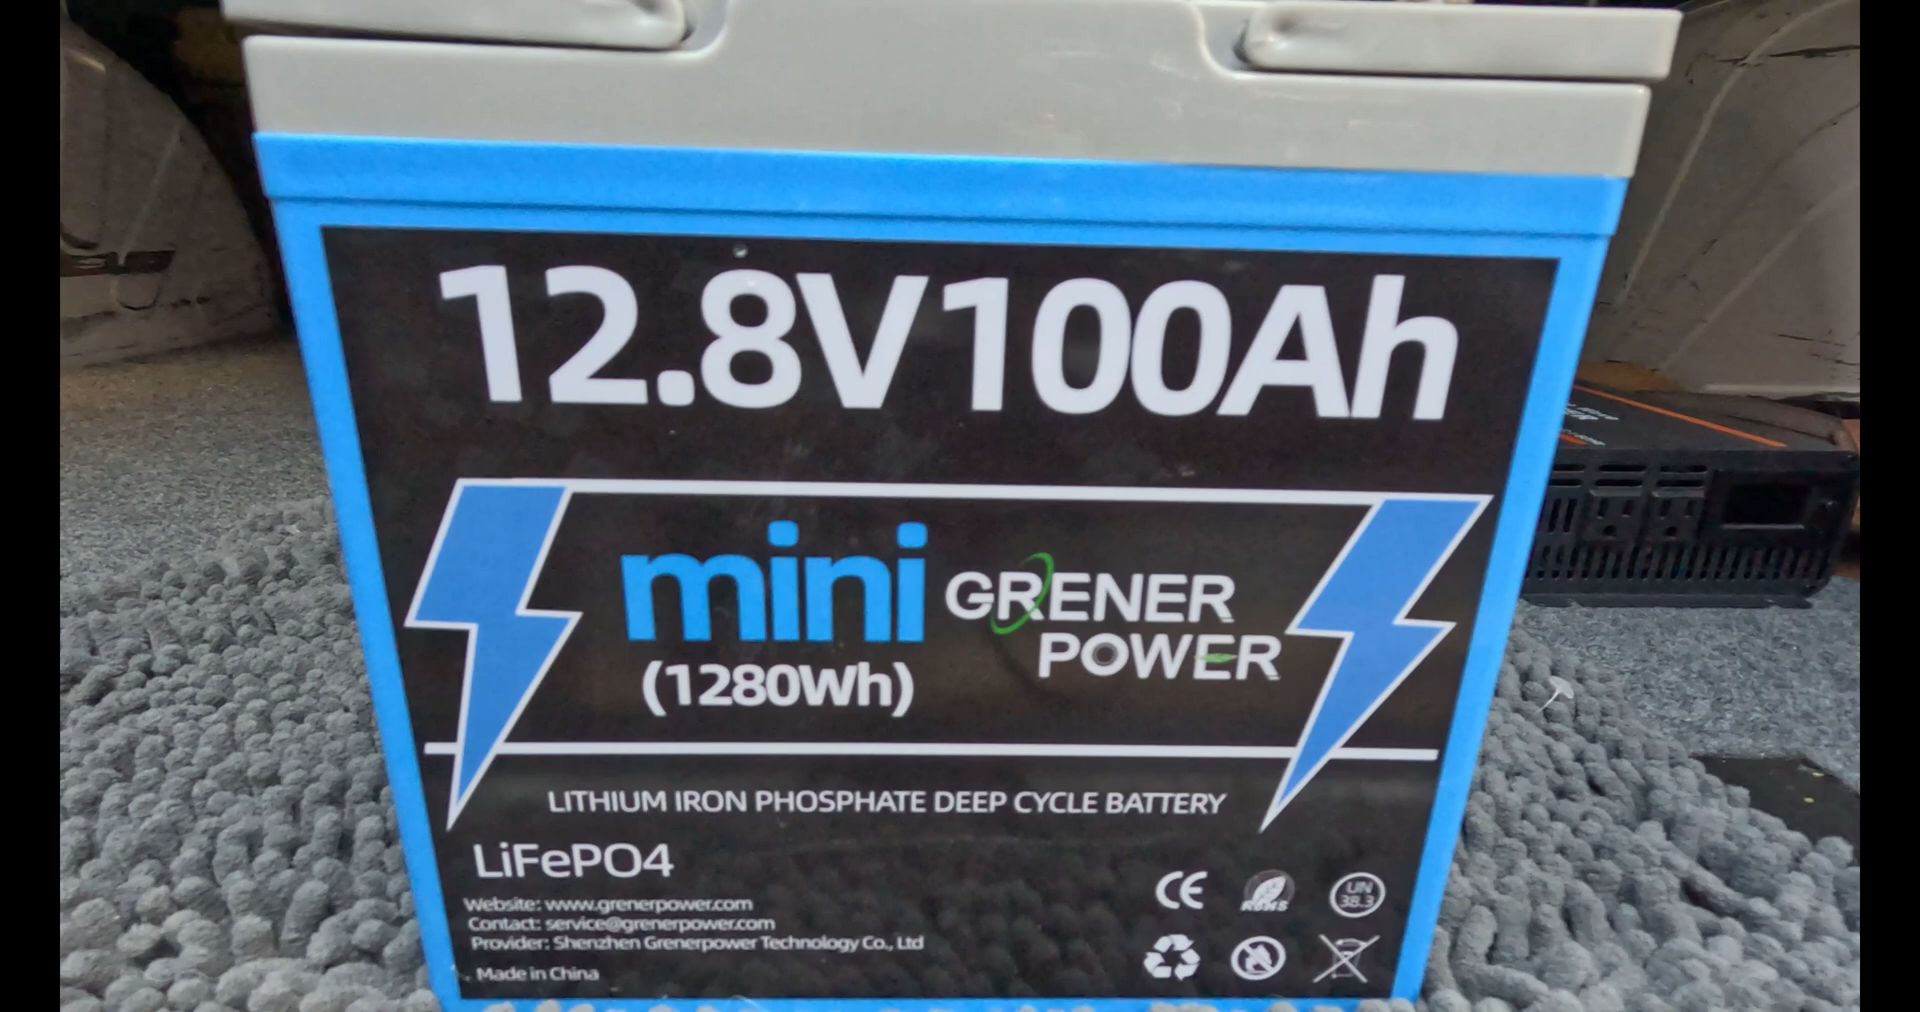 12.8V100Ah
mini GRENER
POWER
(1280Wh)
LITHIUM IRON PHOSPHATE DEEP CYCLE BATTERY
LiFePO4
Website: www.grenerpower.com
Contact: service@grenerpower.com
Provider: Shenzhen Grenerpower Technology Co., Ltd
Made in China
CE
RoHS
UN
38.3